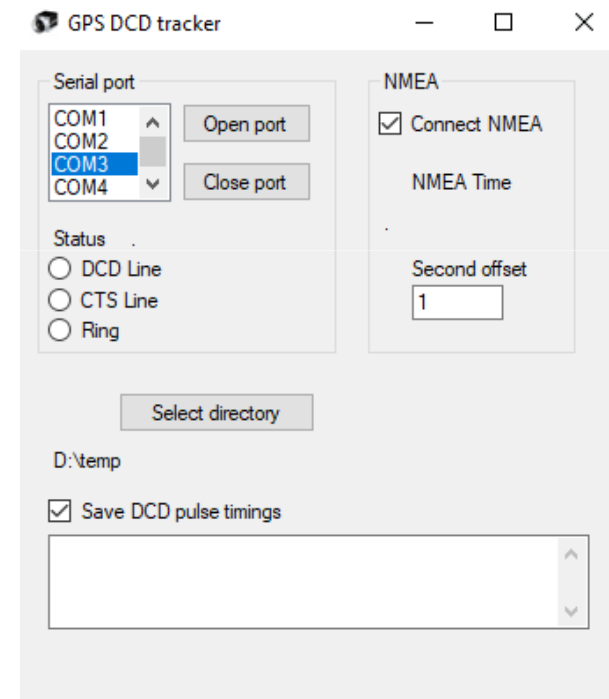 GPS DCD tracker
Serial port
COM1
COM2
COM3
COM4
Open port
Close port
Status .
DCD Line
CTS Line
Ring
NMEA
Connect NMEA
NMEA Time
.
Second offset
1
Select directory
D:\temp
Save DCD pulse timings